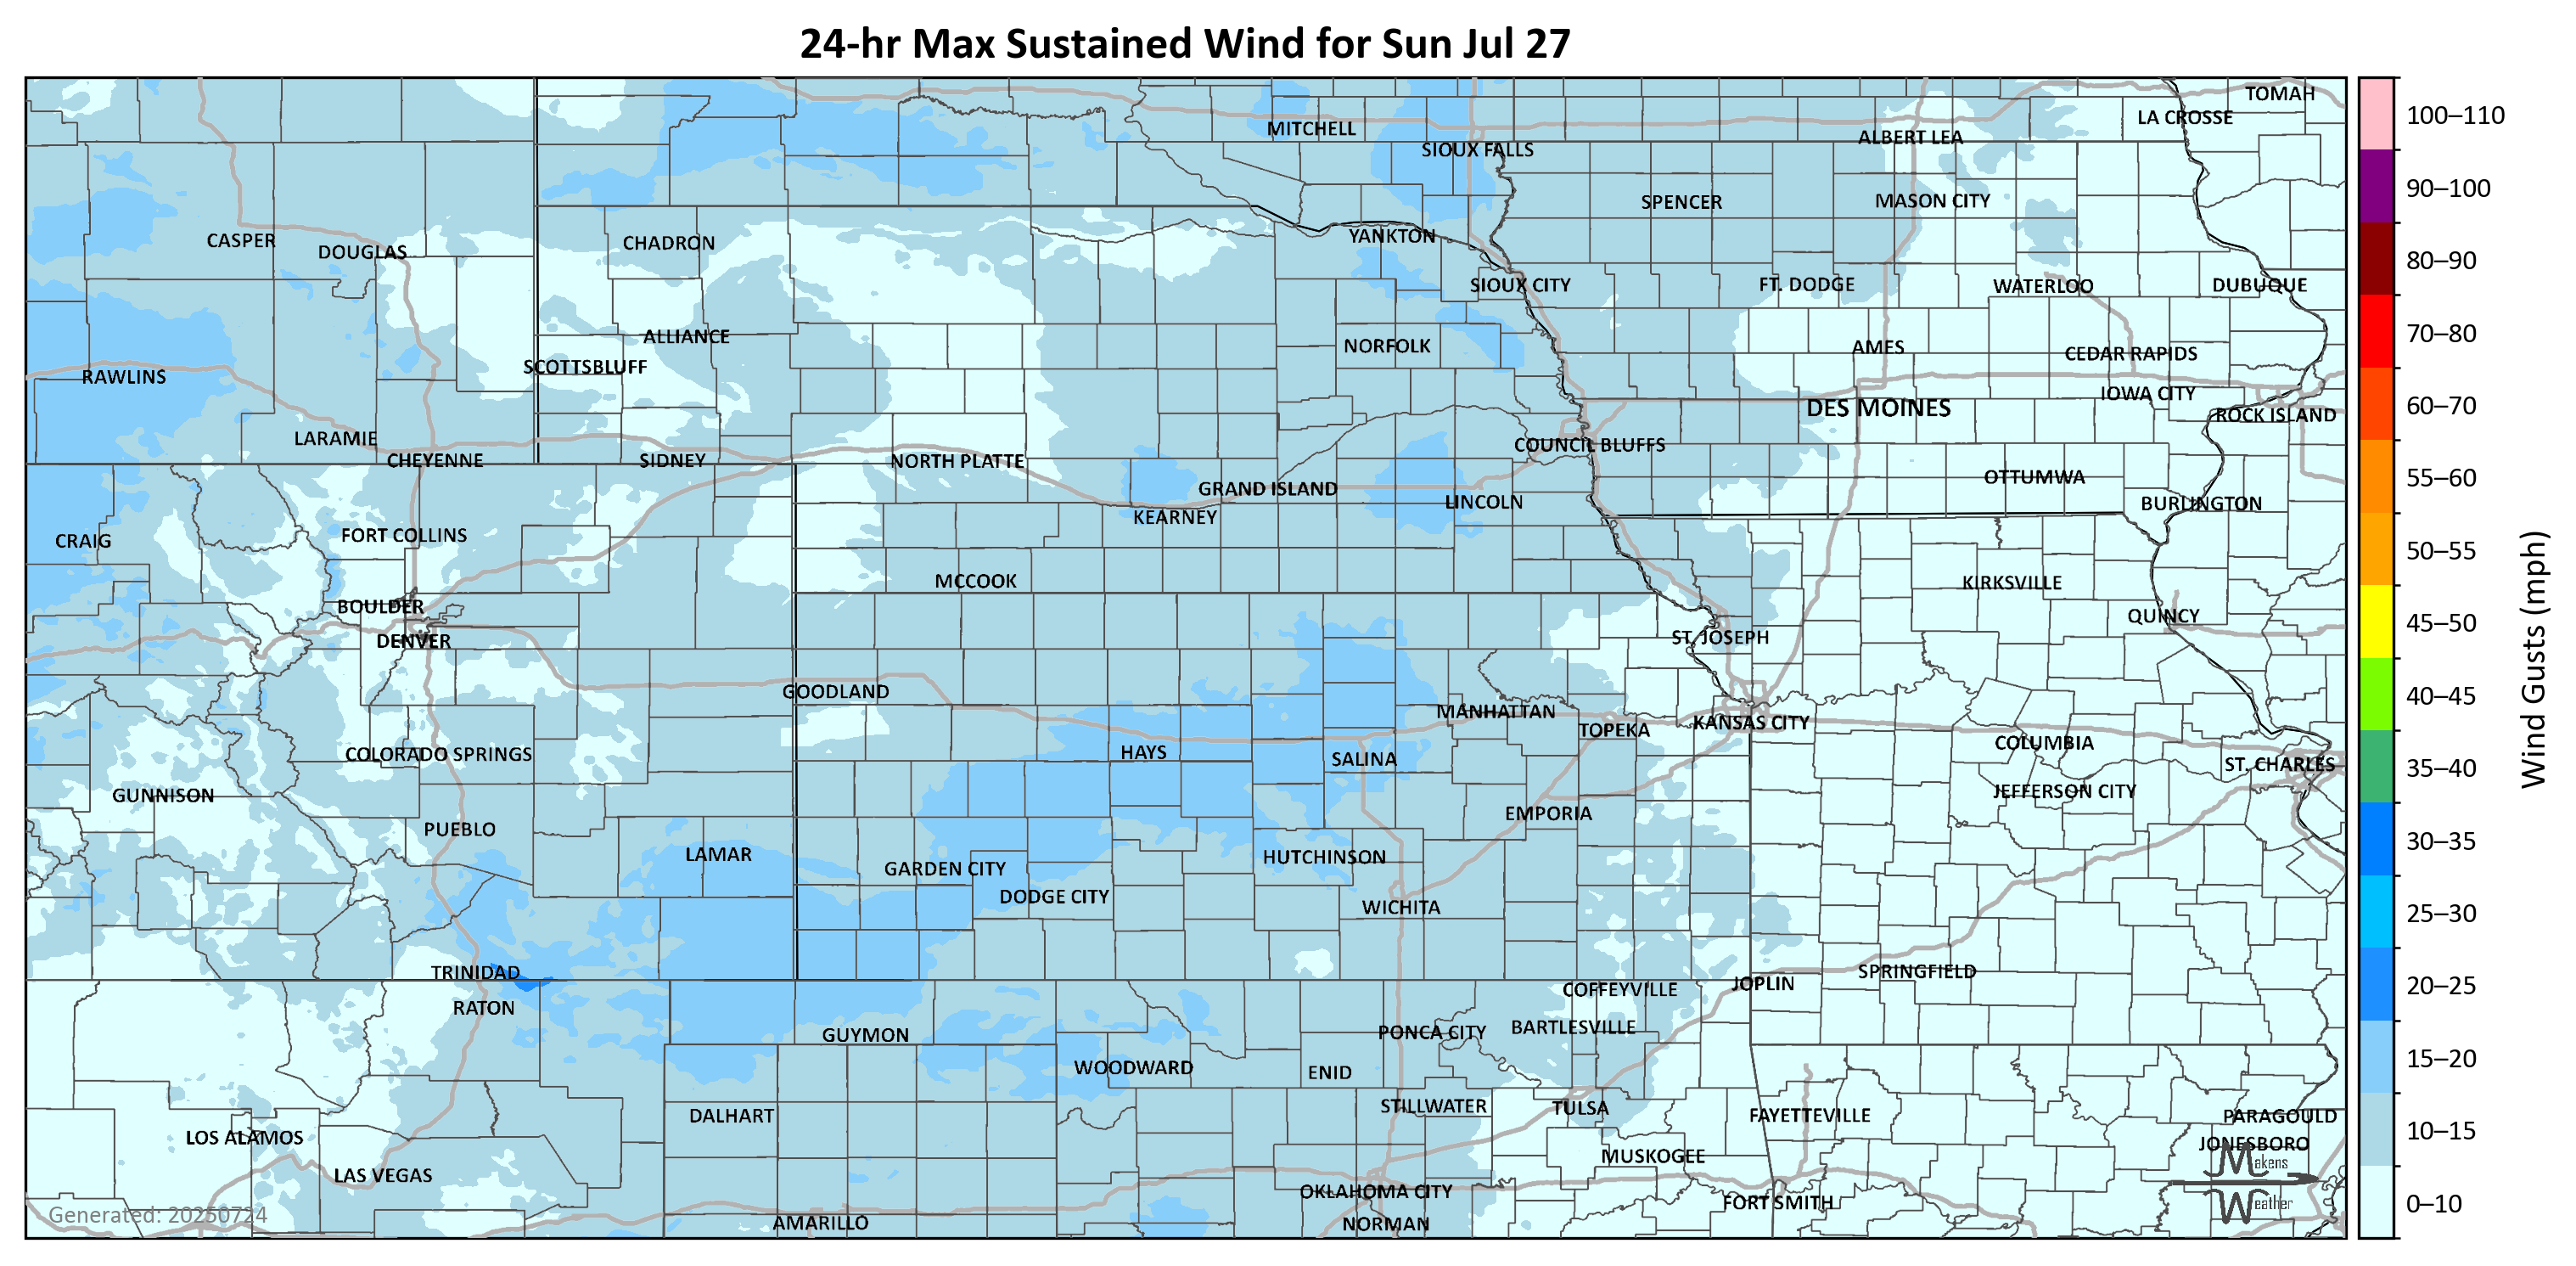 24-hr Max Sustained Wind for Sun Jul 27
TOMAH
LA CROSSE
MITCHELL
ALBERT LEA
SIOUX FALLS
SPENCER
MASON CITY
CASPER
DOUGLAS
CHADRON
YANKTON
SIOUX CITY
FT. DODGE
WATERLOO
DUBUQUE
ALLIANCE
NORFOLK
AMES
CEDAR RAPIDS
SCOTTSBLUFF
RAWLINS
IOWA CITY
DES MOINES
ROCK ISLAND
LARAMIE
COUNCIL BLUFFS
CHEYENNE
SIDNEY
NORTH PLATTE
OTTUMWA
GRAND ISLAND
LINCOLN
BURLINGTON
KEARNEY
FORT COLLINS
CRAIG
MCCOOK
KIRKSVILLE
BOULDER
QUINCY
DENVER
ST. JOSEPH
GOODLAND
MANHATTAN
TOPEKA
KANSAS CITY
COLUMBIA
COLORADO SPRINGS
HAYS
SALINA
ST. CHARLES
GUNNISON
JEFFERSON CITY
EMPORIA
PUEBLO
LAMAR
HUTCHINSON
GARDEN CITY
DODGE CITY
WICHITA
TRINIDAD
SPRINGFIELD
JOPLIN
COFFEYVILLE
RATON
BARTLESVILLE
PONCA CITY
GUYMON
WOODWARD
ENID
STILLWATER
TULSA
DALHART
FAYETTEVILLE
PARAGOULD
LOS ALAMOS
JONESBORO
MUSKOGEE
LAS VEGAS
OKLAHOMA CITY
FORT SMITH
AMARILLO
NORMAN
Generated: 20250724
Makens
Weather
100–110
90–100
80–90
70–80
60–70
55–60
50–55
45–50
40–45
35–40
30–35
25–30
20–25
15–20
10–15
0–10
Wind Gusts (mph)